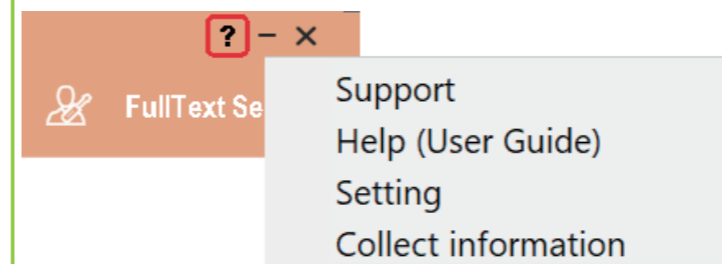 ? – ×
FullText Se
Support
Help (User Guide)
Setting
Collect information